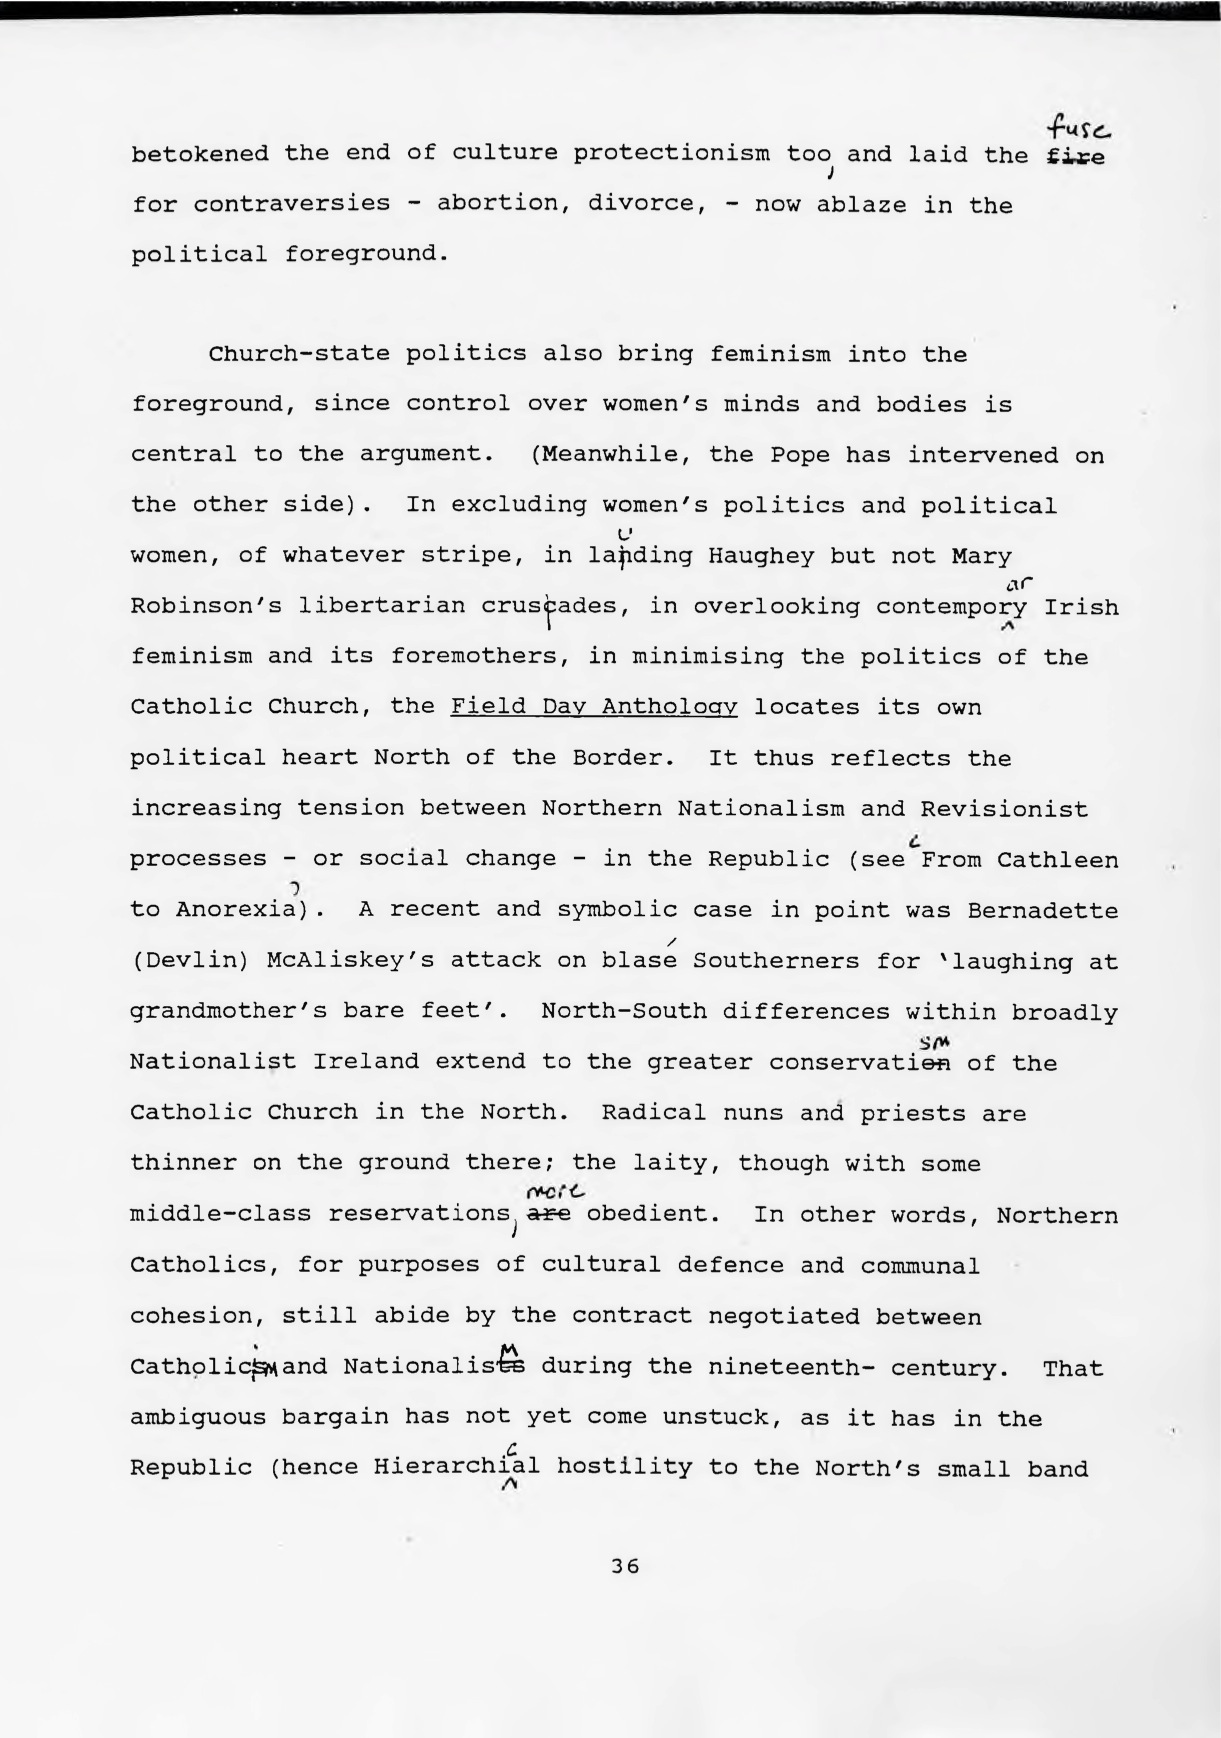 fuse
betokened the end of culture protectionism too, and laid the fire
for contraversies - abortion, divorce, - now ablaze in the
political foreground.
Church-state politics also bring feminism into the
foreground, since control over women's minds and bodies is
central to the argument. (Meanwhile, the Pope has intervened on
the other side). In excluding women's politics and political
u
women, of whatever stripe, in landing Haughey but not Mary
ar
Robinson's libertarian cruscades, in overlooking contempory Irish
feminism and its foremothers, in minimising the politics of the
Catholic Church, the Field Day Anthology locates its own
political heart North of the Border. It thus reflects the
increasing tension between Northern Nationalism and Revisionist
processes - or social change - in the Republic (see ‘From Cathleen
to Anorexia’). A recent and symbolic case in point was Bernadette
(Devlin) McAliskey's attack on blasé Southerners for 'laughing at
grandmother's bare feet'. North-South differences within broadly
sm
Nationalist Ireland extend to the greater conservation of the
Catholic Church in the North. Radical nuns and priests are
thinner on the ground there; the laity, though with some
more
middle-class reservations, are obedient. In other words, Northern
Catholics, for purposes of cultural defence and communal
cohesion, still abide by the contract negotiated between
M
Catholicism and Nationalists during the nineteenth- century. That
ambiguous bargain has not yet come unstuck, as it has in the
c
Republic (hence Hierarchial hostility to the North's small band
36